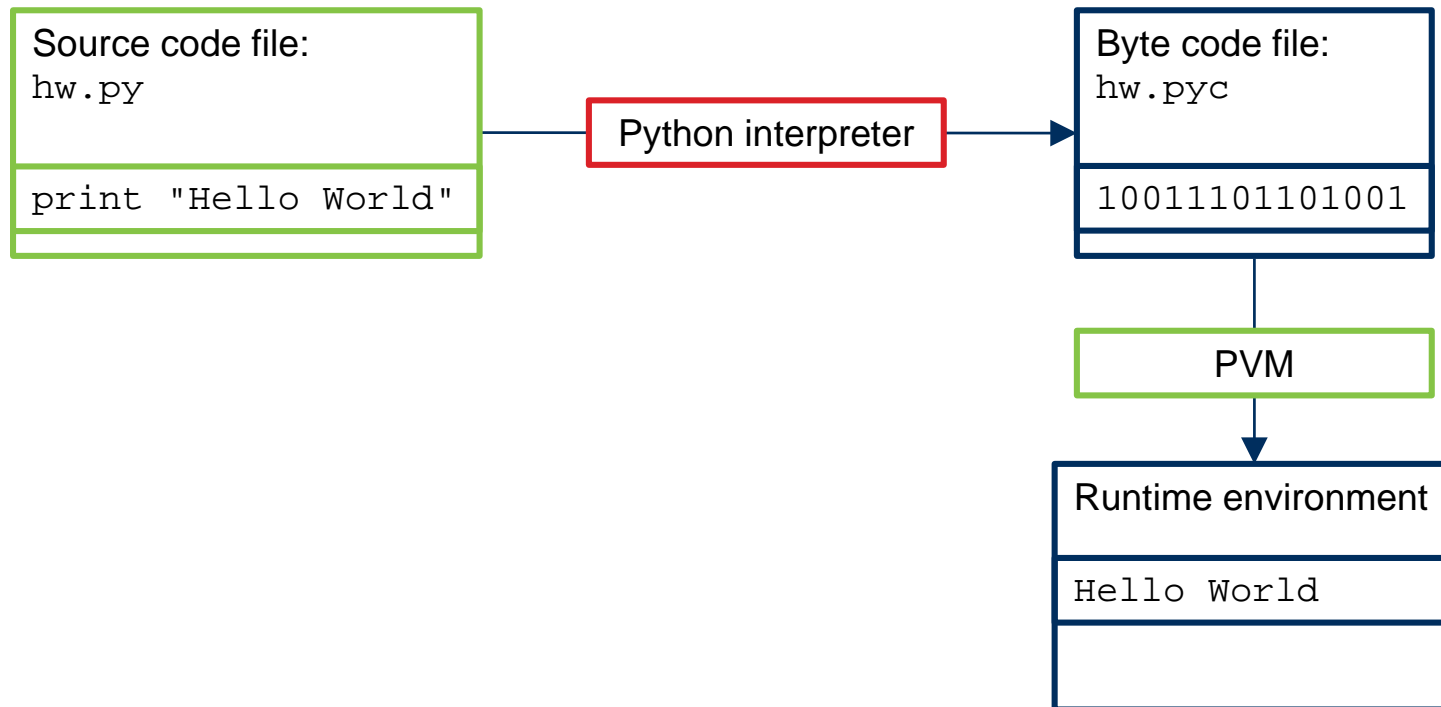 Source code file:
hw.py
print "Hello World"
Python interpreter
Byte code file:
hw.pyc
10011101101001
PVM
Runtime environment
Hello World